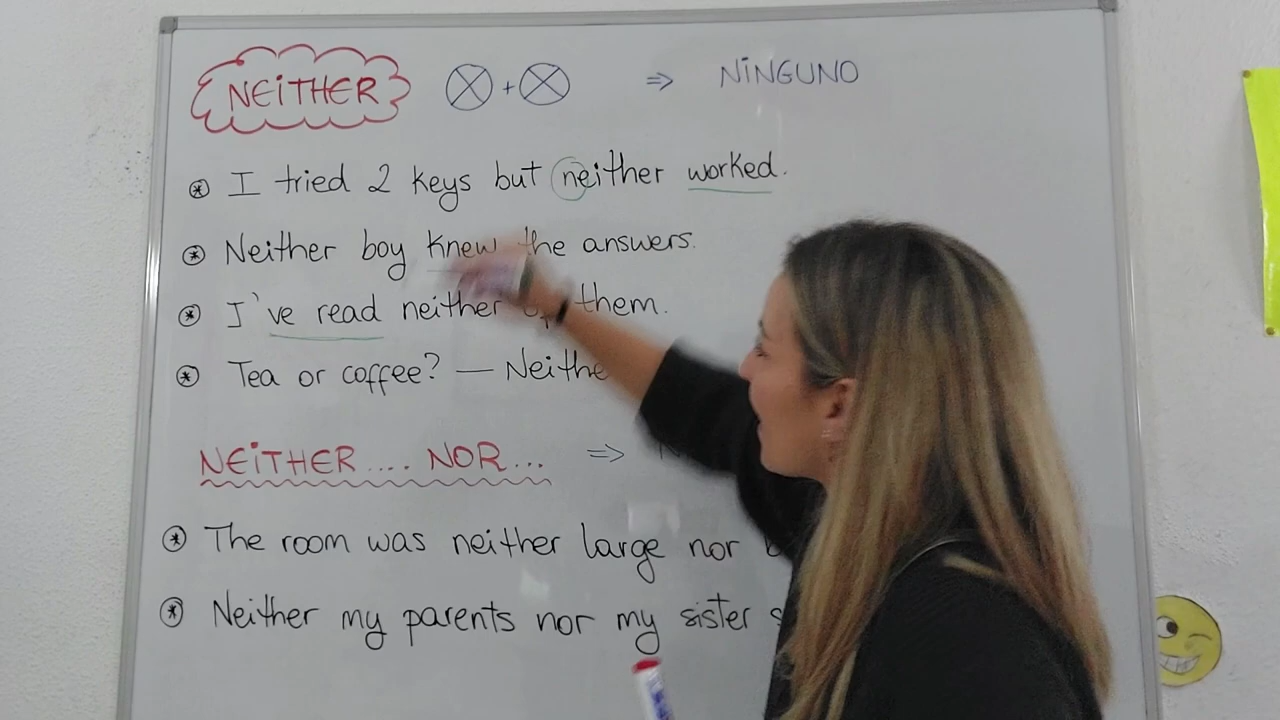 NEITHER + ⇒ NINGUNO
I tried 2 keys but neither worked.
Neither boy knew the answers.
I've read neither of them.
Tea or coffee? —
NEITHER .... NOR ... ⇒
The room was neither large nor
Neither my parents nor my sister